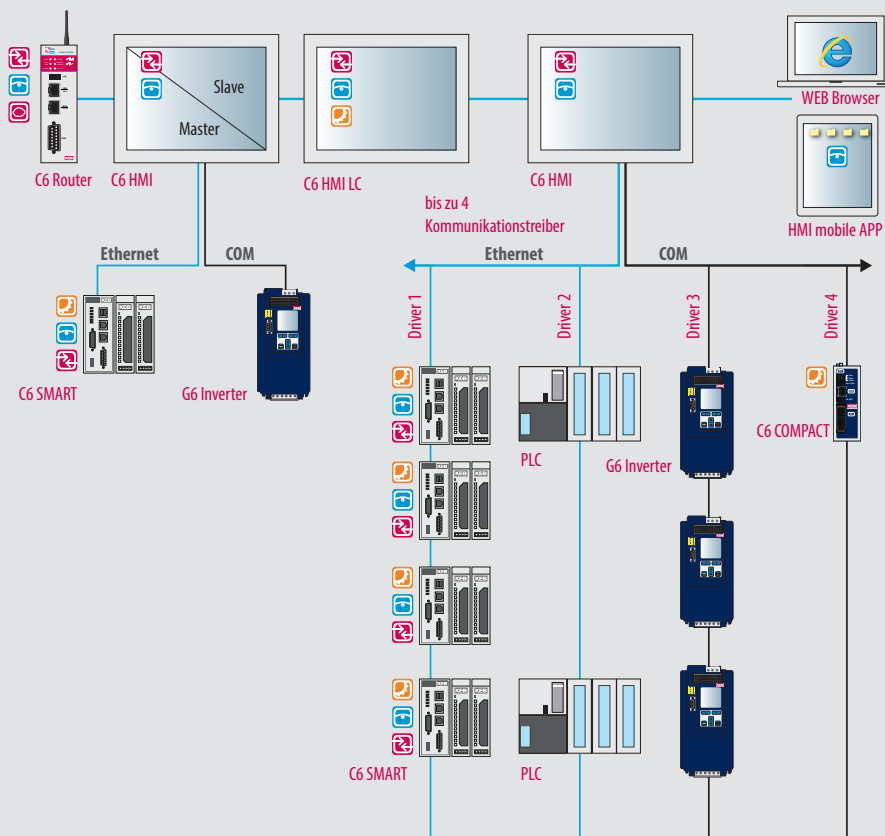 Slave
Master
WEB Browser
C6 Router
C6 HMI
C6 HMI LC
C6 HMI
bis zu 4
Kommunikationstreiber
HMI mobile APP
Ethernet
COM
Ethernet
COM
Driver 1
Driver 2
Driver 3
Driver 4
C6 SMART
G6 Inverter
PLC
G6 Inverter
C6 COMPACT
C6 SMART
PLC